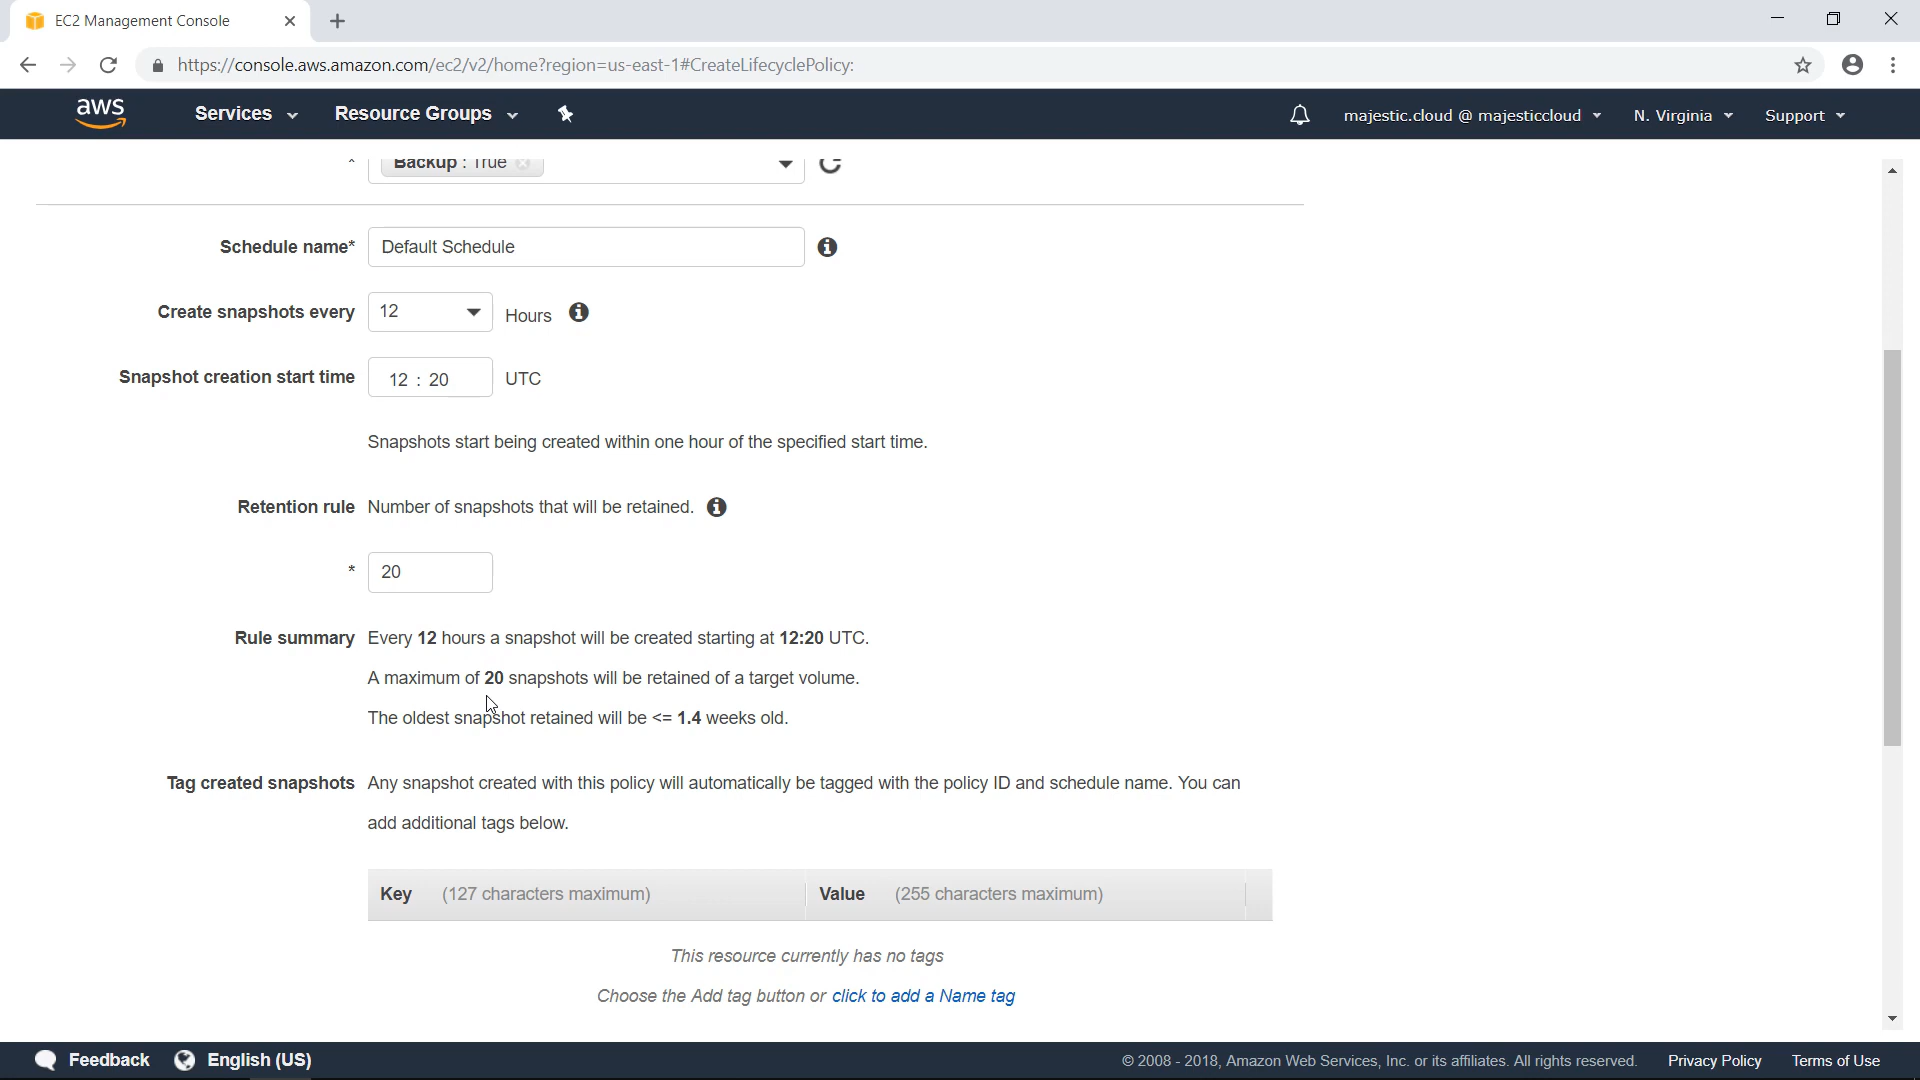 EC2 Management Console
https://console.aws.amazon.com/ec2/v2/home?region=us-east-1#CreateLifecyclePolicy:
aws Services Resource Groups majestic.cloud @ majesticcloud N. Virginia Support
* Backup : True
Schedule name* Default Schedule
Create snapshots every 12 Hours
Snapshot creation start time 12 : 20 UTC
Snapshots start being created within one hour of the specified start time.
Retention rule Number of snapshots that will be retained.
* 20
Rule summary Every 12 hours a snapshot will be created starting at 12:20 UTC.
A maximum of 20 snapshots will be retained of a target volume.
The oldest snapshot retained will be <= 1.4 weeks old.
Tag created snapshots Any snapshot created with this policy will automatically be tagged with the policy ID and schedule name. You can
add additional tags below.
Key (127 characters maximum) Value (255 characters maximum)
This resource currently has no tags
Choose the Add tag button or click to add a Name tag
Feedback English (US) © 2008 - 2018, Amazon Web Services, Inc. or its affiliates. All rights reserved. Privacy Policy Terms of Use